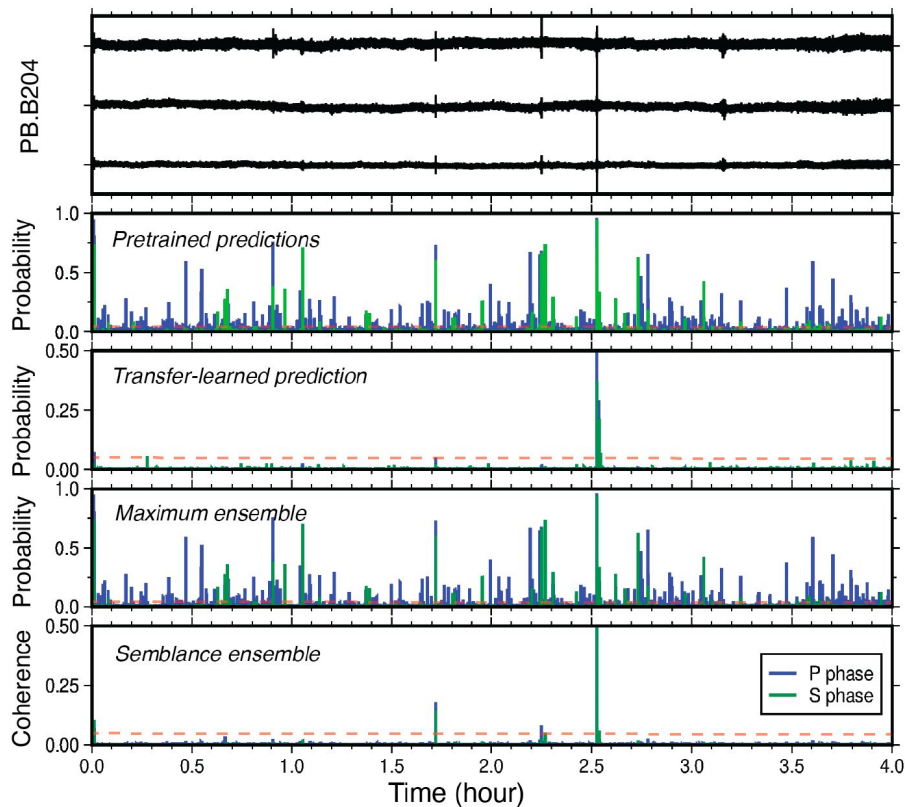 PB.B204
Probability
1.0
0.5
0.0
Pretrained predictions
Probability
0.50
0.25
0.00
Transfer-learned prediction
Probability
1.0
0.5
0.0
Maximum ensemble
Coherence
0.50
0.25
0.00
Semblance ensemble
P phase
S phase
0.0 0.5 1.0 1.5 2.0 2.5 3.0 3.5 4.0
Time (hour)